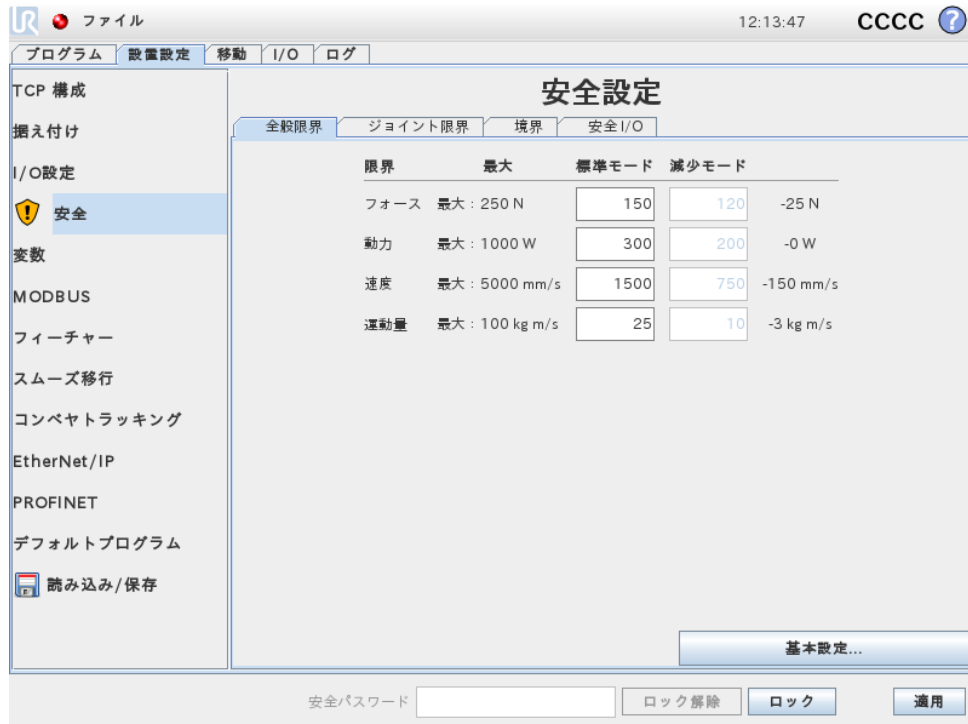 UR ファイル 12:13:47 CCCC ?
プログラム 設置設定 移動 I/O ログ
TCP 構成
据え付け
I/O設定
安全
変数
MODBUS
フィーチャー
スムーズ移行
コンベヤトラッキング
EtherNet/IP
PROFINET
デフォルトプログラム
読み込み/保存
安全設定
全般限界 ジョイント限界 境界 安全I/O
限界 最大 標準モード 減少モード
フォース 最大：250 N 150 120 -25 N
動力 最大：1000 W 300 200 -0 W
速度 最大：5000 mm/s 1500 750 -150 mm/s
運動量 最大：100 kg m/s 25 10 -3 kg m/s
基本設定...
安全パスワード ロック解除 ロック 適用